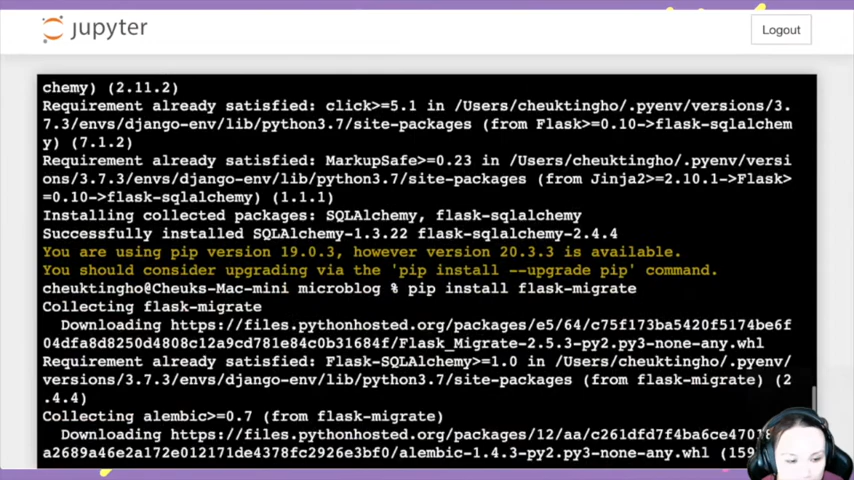 jupyter
Logout
chemy) (2.11.2)
Requirement already satisfied: click>=5.1 in /Users/cheuktingho/.pyenv/versions/3.
7.3/envs/django-env/lib/python3.7/site-packages (from Flask>=0.10->flask-sqlalchem
y) (7.1.2)
Requirement already satisfied: MarkupSafe>=0.23 in /Users/cheuktingho/.pyenv/versi
ons/3.7.3/envs/django-env/lib/python3.7/site-packages (from Jinja2>=2.10.1->Flask>
=0.10->flask-sqlalchemy) (1.1.1)
Installing collected packages: SQLAlchemy, flask-sqlalchemy
Successfully installed SQLAlchemy-1.3.22 flask-sqlalchemy-2.4.4
You are using pip version 19.0.3, however version 20.3.3 is available.
You should consider upgrading via the 'pip install --upgrade pip' command.
cheuktingho@Cheuks-Mac-mini microblog % pip install flask-migrate
Collecting flask-migrate
Downloading https://files.pythonhosted.org/packages/e5/64/c75f173ba5420f5174be6f
04dfa8d8250d4808c12a9cd781e84c0b31684f/Flask_Migrate-2.5.3-py2.py3-none-any.whl
Requirement already satisfied: Flask-SQLAlchemy>=1.0 in /Users/cheuktingho/.pyenv/
versions/3.7.3/envs/django-env/lib/python3.7/site-packages (from flask-migrate) (2
.4.4)
Collecting alembic>=0.7 (from flask-migrate)
Downloading https://files.pythonhosted.org/packages/12/aa/c261dfd7f4ba6ce4701
a2689a46e2a172e012171de4378fc2926e3bf0/alembic-1.4.3-py2.py3-none-any.whl (159